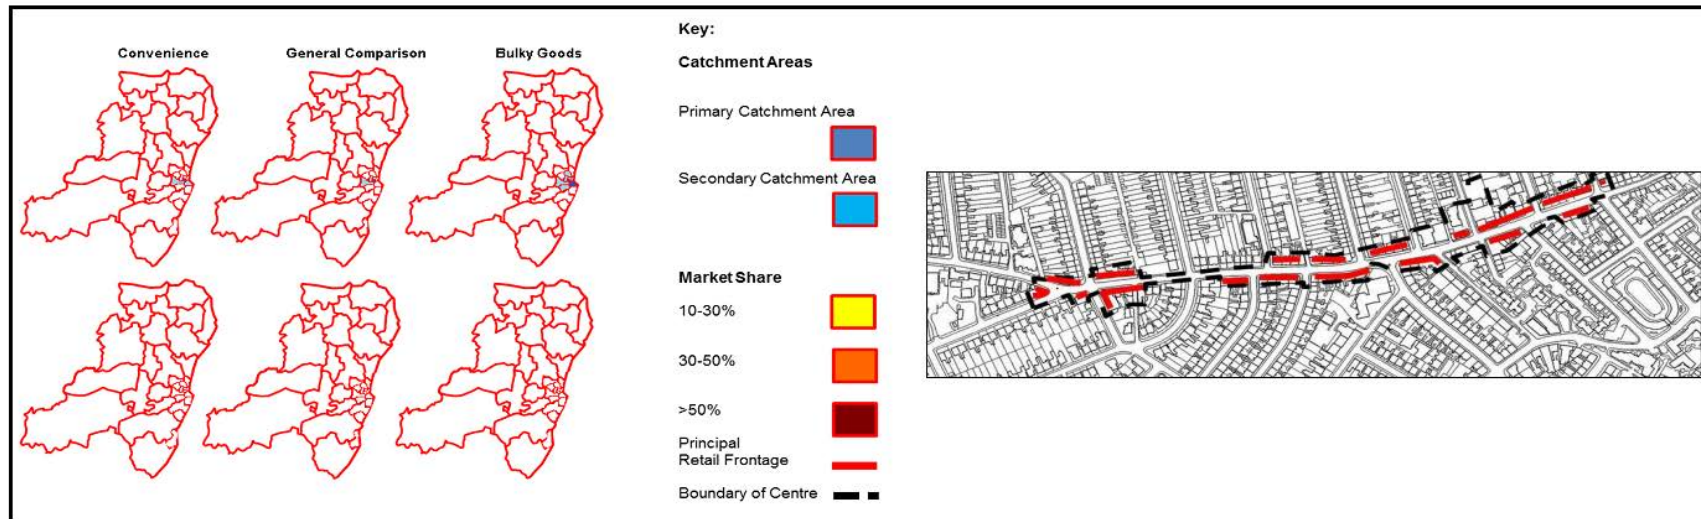 Convenience
General Comparison
Bulky Goods
Key:
Catchment Areas
Primary Catchment Area
Secondary Catchment Area
Market Share
10-30%
30-50%
>50%
Principal
Retail Frontage
Boundary of Centre